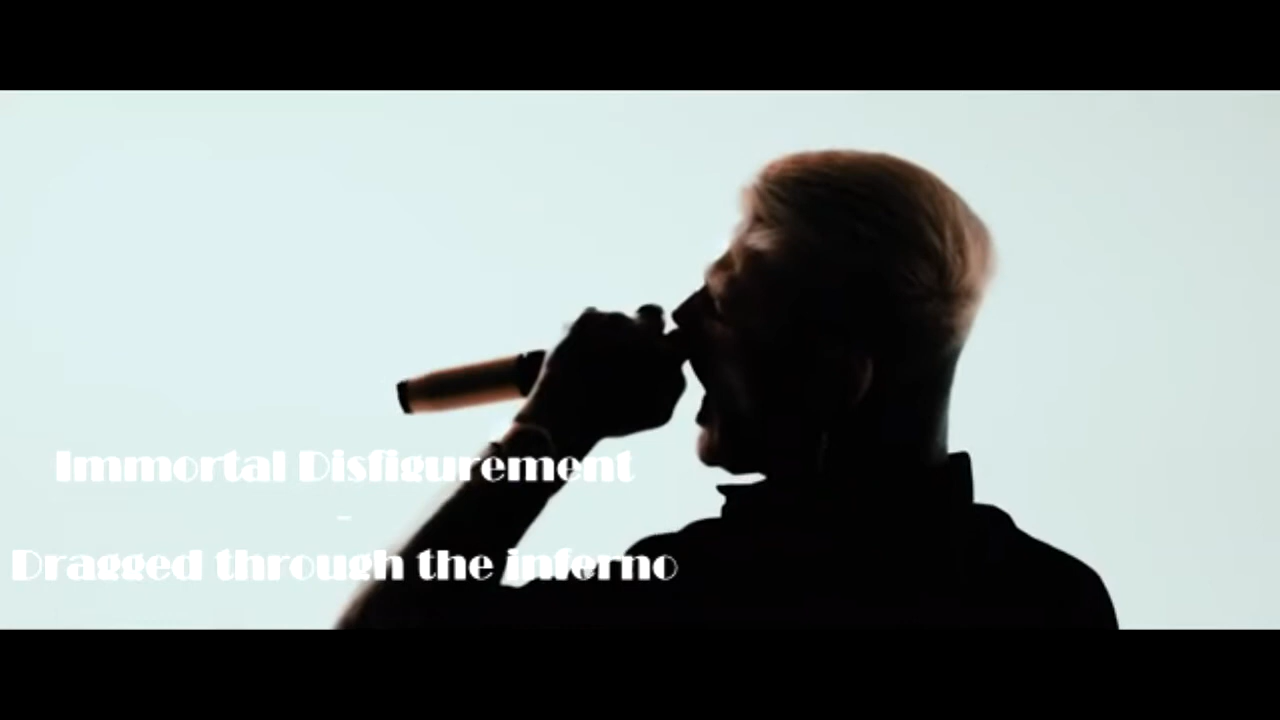 Immortal Disfigurement
-
Dragged through the inferno